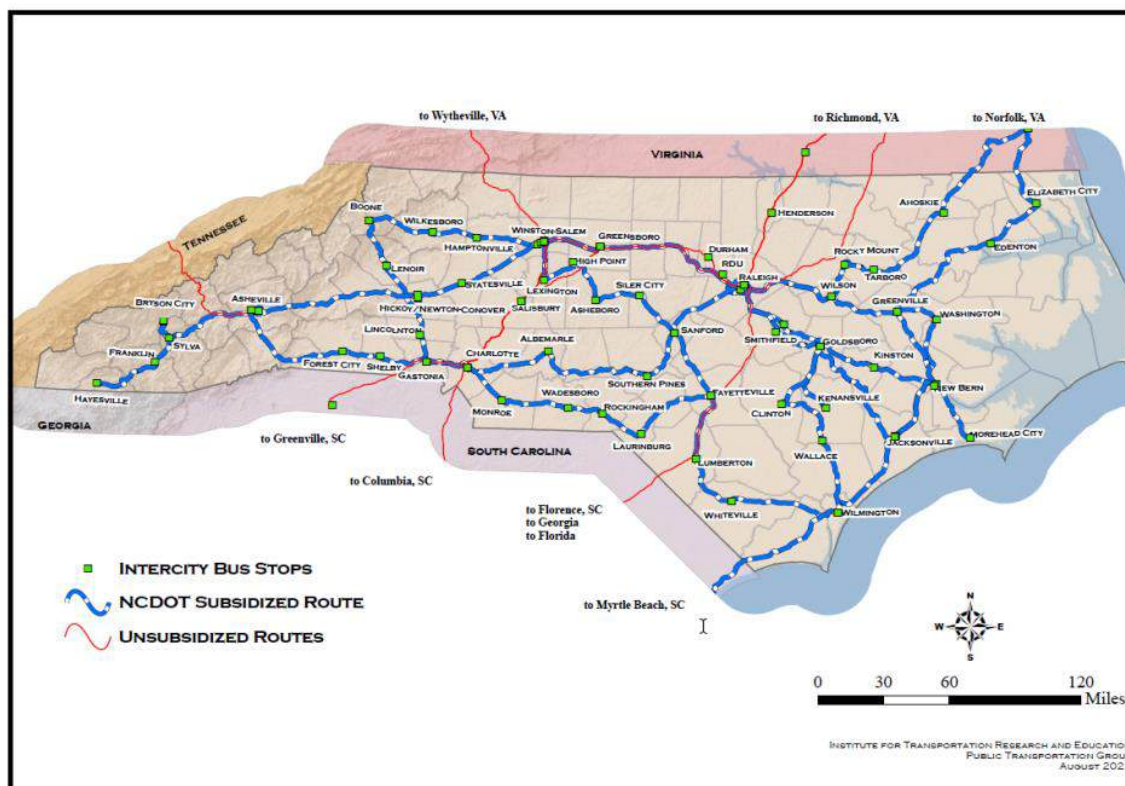 to Wytheville, VA
to Richmond, VA
to Norfolk, VA
VIRGINIA
TENNESSEE
BOONE
WILKESBORO
HAMPTONVILLE
WINSTON-SALEM
GREENSBORO
HENDERSON
DURHAM
RDU
RALEIGH
ROCKY MOUNT
AHOSKIE
ELIZABETH CITY
EDENTON
TARBORO
WILSON
GREENVILLE
WASHINGTON
LENOIR
HIGH POINT
LEXINGTON
STATESVILLE
SILER CITY
ASHEBORO
SALISBURY
BRYSON CITY
ASHEVILLE
HICKOY/NEWTON-CONOVER
LINCOLNTON
CHARLOTTE
ALBEMARLE
SANFORD
SMITHFIELD
GOLDSBORO
KINSTON
NEW BERN
FRANKLIN
SYLVA
FOREST CITY
SHELBY
GASTONIA
SOUTHERN PINES
FAYETTEVILLE
CLINTON
KENANSVILLE
HAYESVILLE
MONROE
WADESBORO
ROCKINGHAM
LAURINBURG
WALLACE
JACKSONVILLE
MOREHEAD CITY
GEORGIA
to Greenville, SC
SOUTH CAROLINA
LUMBERTON
WHITEVILLE
WILMINGTON
to Columbia, SC
to Florence, SC
to Georgia
to Florida
to Myrtle Beach, SC
INTERCITY BUS STOPS
NCDOT SUBSIDIZED ROUTE
UNSUBSIDIZED ROUTES
N
W E
S
0 30 60 120
Miles
INSTITUTE FOR TRANSPORTATION RESEARCH AND EDUCATIO
PUBLIC TRANSPORTATION GROU
AUGUST 202